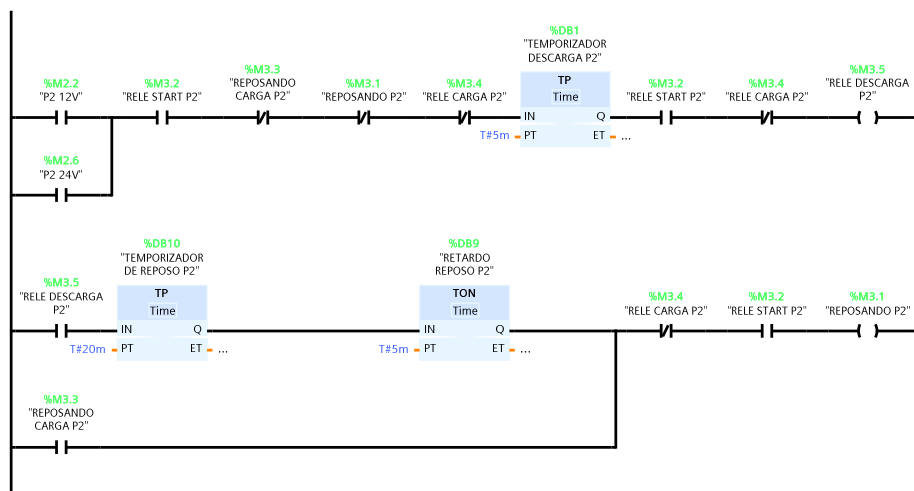 %DB1
"TEMPORIZADOR
DESCARGA P2"
%M2.2
"P2 12V"
%M3.2
"RELE START P2"
%M3.3
"REPOSANDO
CARGA P2"
%M3.1
"REPOSANDO P2"
%M3.4
"RELE CARGA P2"
TP
Time
IN
Q
T#5m
PT
ET
...
%M3.2
"RELE START P2"
%M3.4
"RELE CARGA P2"
%M3.5
"RELE DESCARGA
P2"
%M2.6
"P2 24V"
%DB10
"TEMPORIZADOR
DE REPOSO P2"
%DB9
"RETARDO
REPOSO P2"
%M3.5
"RELE DESCARGA
P2"
TP
Time
IN
Q
T#20m
PT
ET
...
TON
Time
IN
Q
T#5m
PT
ET
...
%M3.4
"RELE CARGA P2"
%M3.2
"RELE START P2"
%M3.1
"REPOSANDO P2"
%M3.3
"REPOSANDO
CARGA P2"